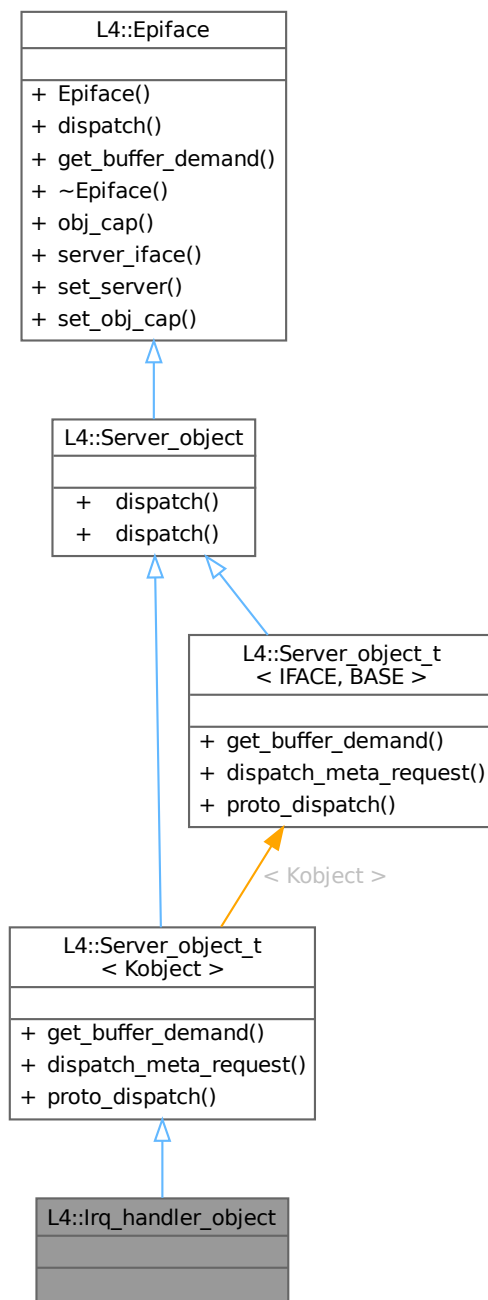 L4::Epiface
+ Epiface()
+ dispatch()
+ get_buffer_demand()
+ ~Epiface()
+ obj_cap()
+ server_iface()
+ set_server()
+ set_obj_cap()
L4::Server_object
+ dispatch()
+ dispatch()
L4::Server_object_t
< IFACE, BASE >
+ get_buffer_demand()
+ dispatch_meta_request()
+ proto_dispatch()
< Kobject >
L4::Server_object_t
< Kobject >
+ get_buffer_demand()
+ dispatch_meta_request()
+ proto_dispatch()
L4::Irq_handler_object